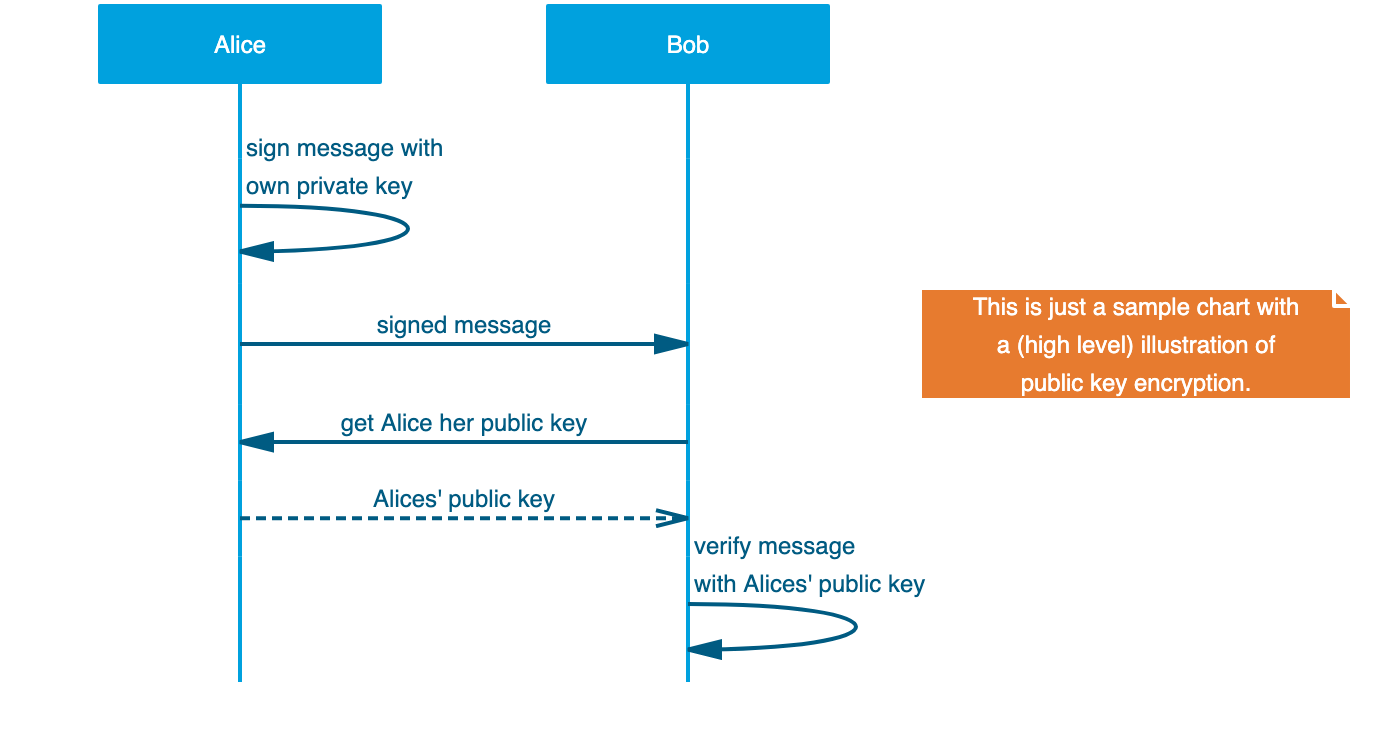 Alice
Bob
sign message with
own private key
signed message
This is just a sample chart with
a (high level) illustration of
public key encryption.
get Alice her public key
Alices' public key
verify message
with Alices' public key